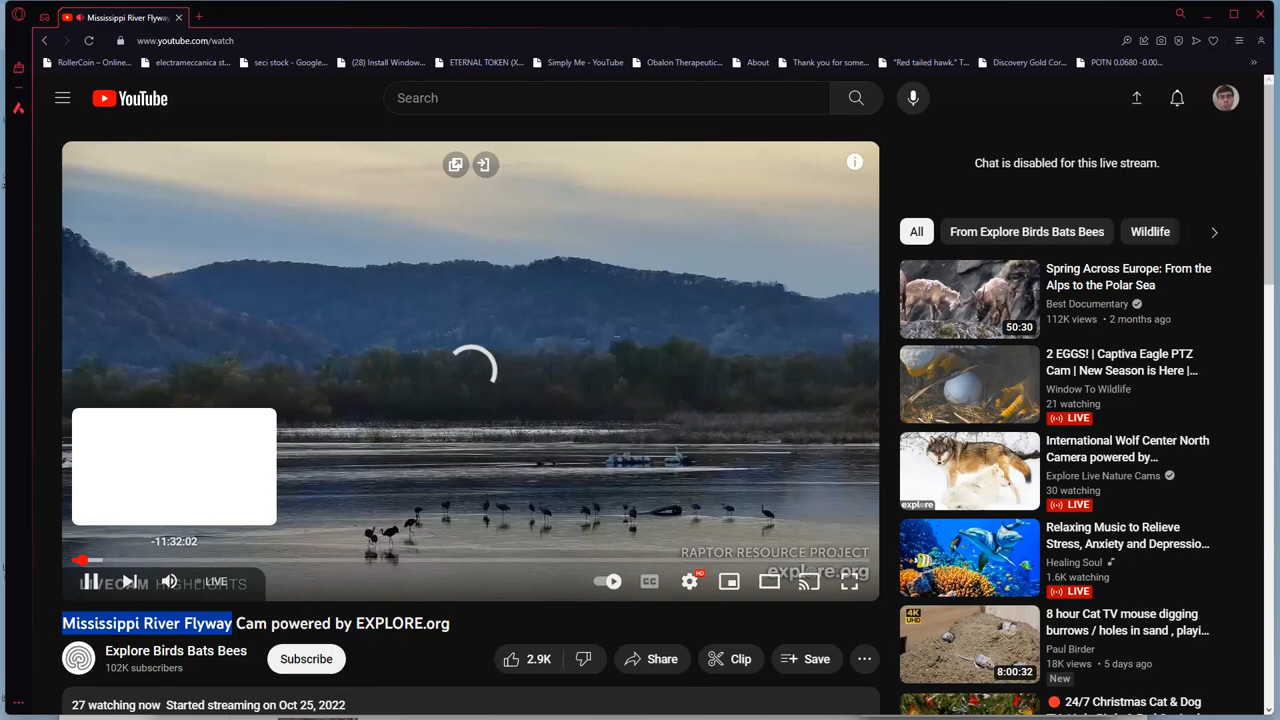 Mississippi River Flyway
www.youtube.com/watch
RollerCoin – Online...
electrameccanica st...
seci stock - Google...
(28) Install Window...
ETERNAL TOKEN (X...
Simply Me - YouTube
Obalon Therapeutic...
About
Thank you for some...
"Red tailed hawk." T...
Discovery Gold Cor...
POTN 0.0680 -0.00...
YouTube
Search
Chat is disabled for this live stream.
All
From Explore Birds Bats Bees
Wildlife
Spring Across Europe: From the
Alps to the Polar Sea
Best Documentary
112K views • 2 months ago
50:30
2 EGGS! | Captiva Eagle PTZ
Cam | New Season is Here |...
Window To Wildlife
21 watching
LIVE
International Wolf Center North
Camera powered by...
Explore Live Nature Cams
30 watching
LIVE
explore
Relaxing Music to Relieve
Stress, Anxiety and Depressio...
Healing Soul
1.6K watching
LIVE
4K
UHD
8 hour Cat TV mouse digging
burrows / holes in sand , playi...
Paul Birder
18K views • 5 days ago
New
8:00:32
24/7 Christmas Cat & Dog
-11:32:02
RAPTOR RESOURCE PROJECT
explore.org
LIVECAM HIGHLIGHTS
LIVE
CC
HD
Mississippi River Flyway Cam powered by EXPLORE.org
Explore Birds Bats Bees
102K subscribers
Subscribe
2.9K
Share
Clip
Save
27 watching now Started streaming on Oct 25, 2022